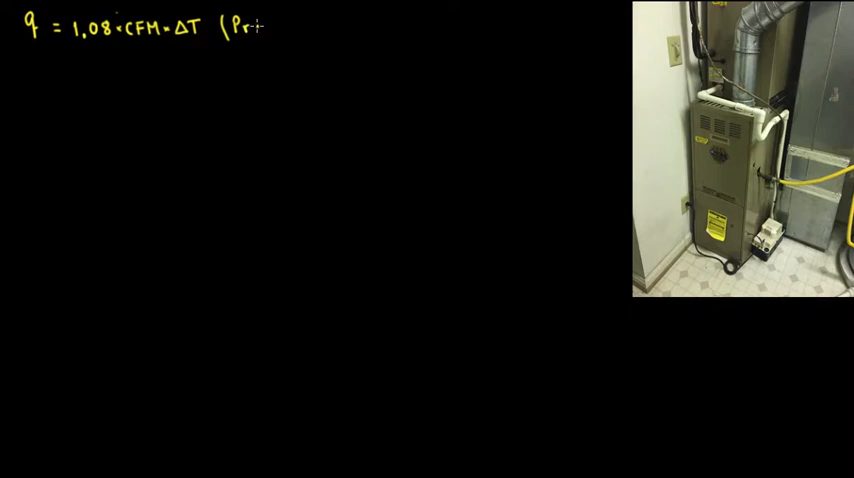 q = 1.08 × CFM × ΔT (Pr